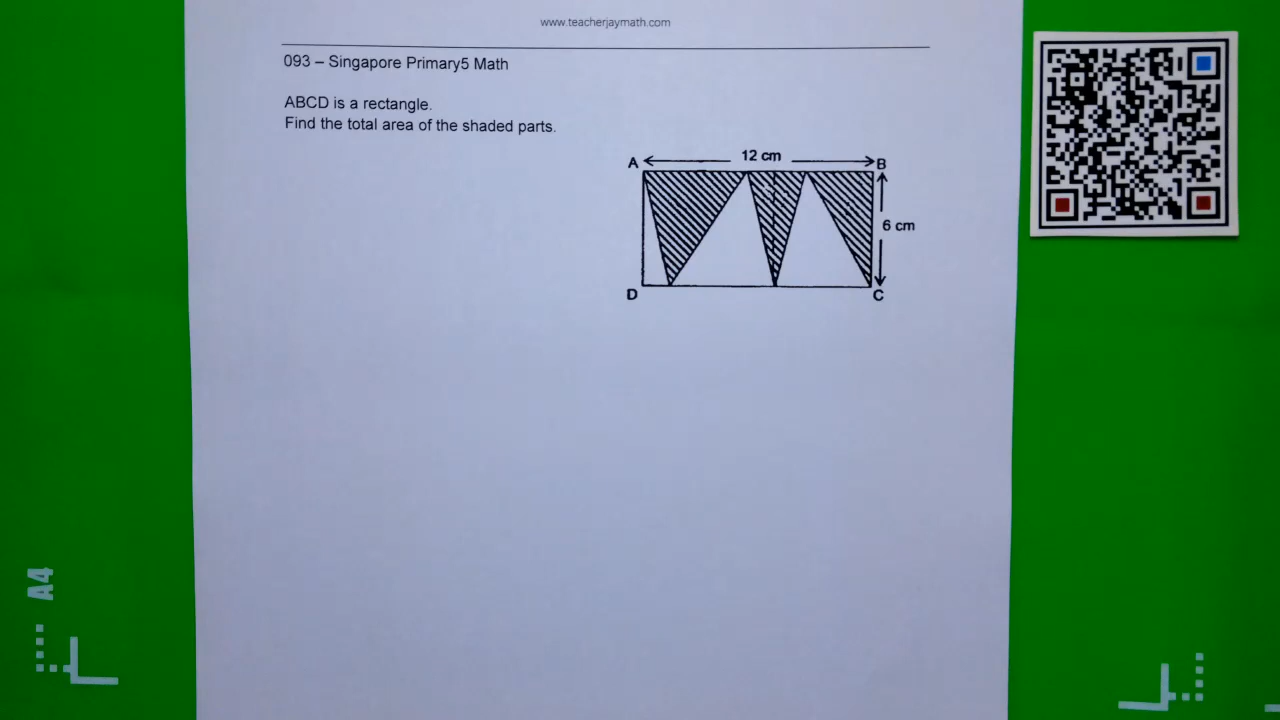 www.teacherjaymath.com
093 – Singapore Primary5 Math
ABCD is a rectangle.
Find the total area of the shaded parts.
A 12 cm B
6 cm
D C
A4